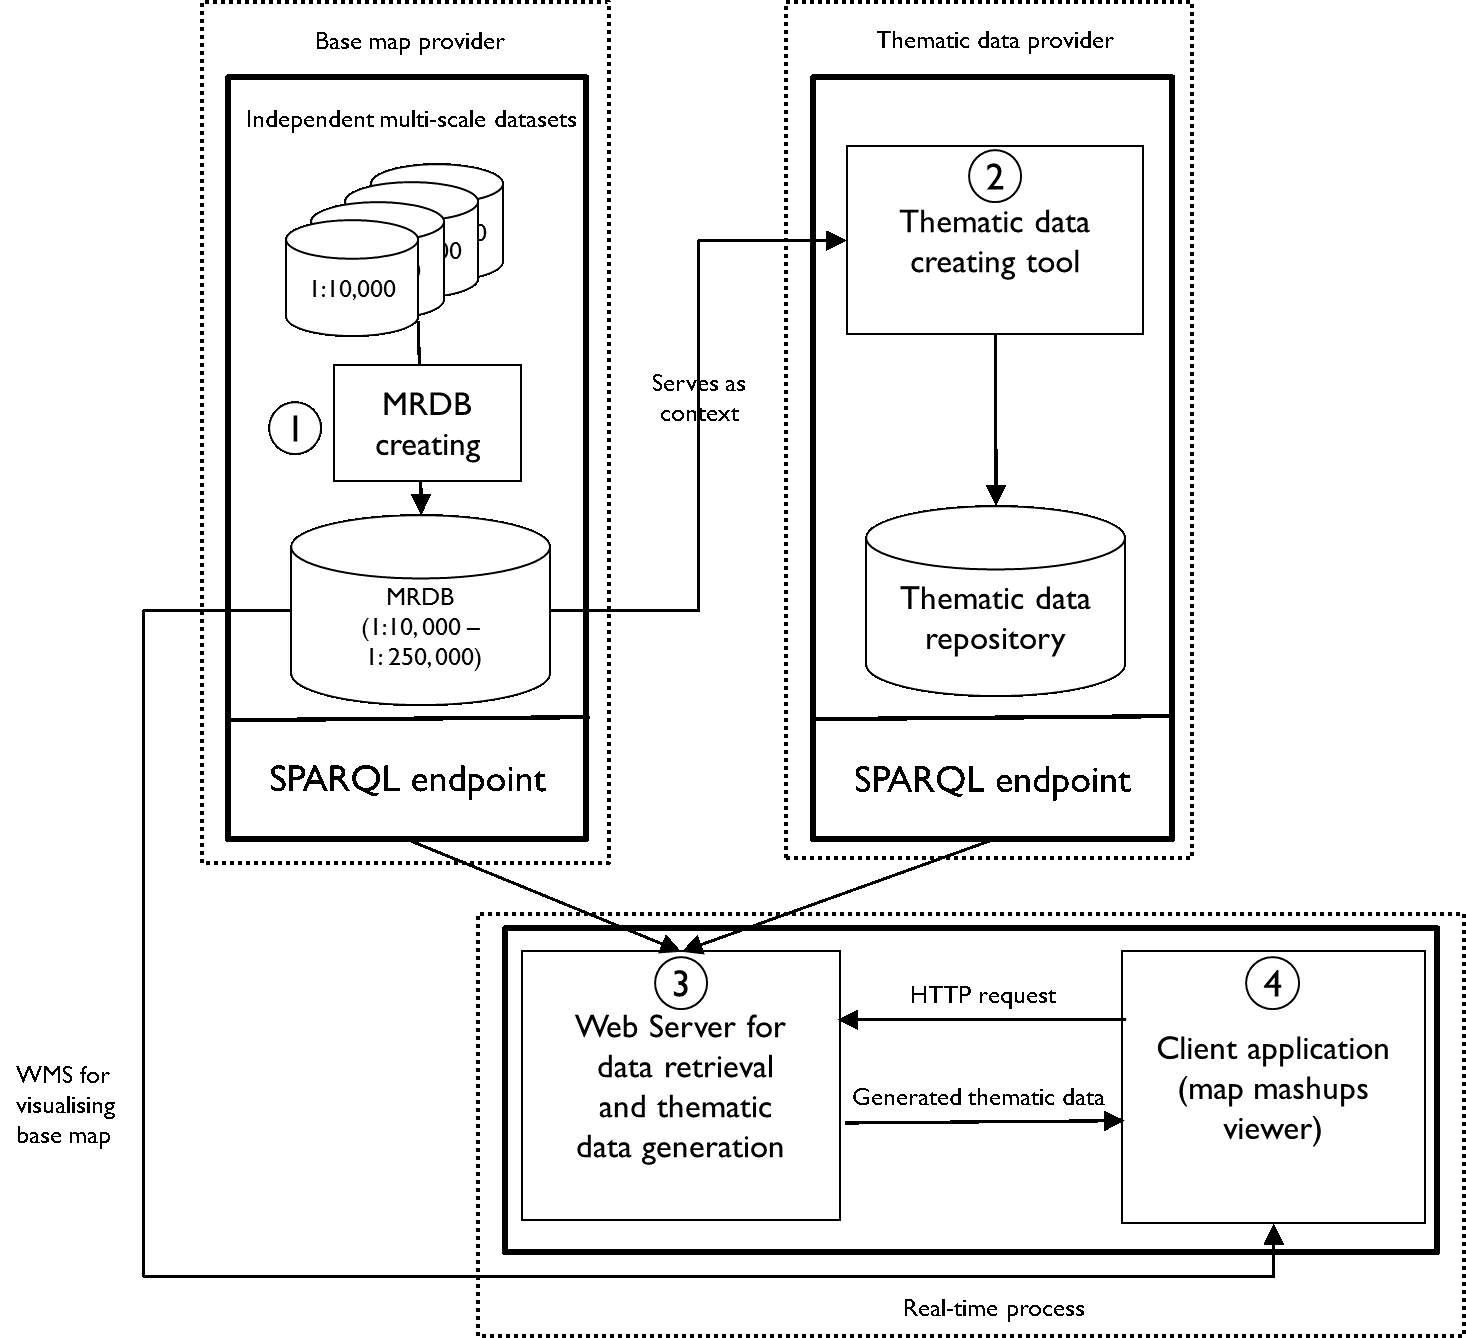 Base map provider
Thematic data provider
Independent multi-scale datasets
1:10,000
00
0
MRDB
creating
1
MRDB
(1:10,000 –
1: 250,000)
SPARQL endpoint
Serves as
context
2
Thematic data
creating tool
Thematic data
repository
SPARQL endpoint
3
Web Server for
data retrieval
and thematic
data generation
HTTP request
Generated thematic data
4
Client application
(map mashups
viewer)
WMS for
visualising
base map
Real-time process